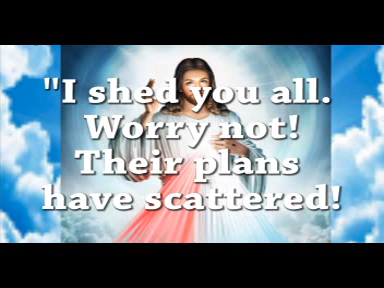 "I shed you all.
Worry not!
Their plans
have scattered!